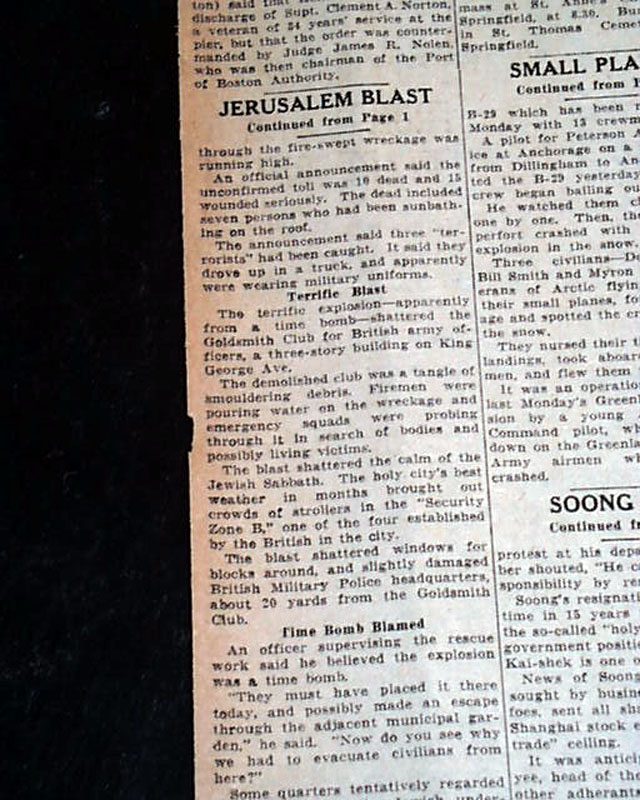 ton) said that
discharge of Supt. Clement A. Norton,
a veteran of 34 years' service at the
pier, but that the order was counter-
manded by Judge James R. Nolen,
who was then chairman of the Port
of Boston Authority.
JERUSALEM BLAST
Continued from Page 1
through the fire-swept wreckage was
running high.
An official announcement said the
unconfirmed toll was 10 dead and 15
wounded seriously. The dead included
seven persons who had been sunbath-
ing on the roof.
The announcement said three "ter-
rorists" had been caught. It said they
drove up in a truck, and apparently
were wearing military uniforms.
Terrific Blast
The terrific explosion—apparently
from a time bomb—shattered the
Goldsmith Club for British army of-
ficers, a three-story building on King
George Ave.
The demolished club was a tangle of
smouldering debris. Firemen were
pouring water on the wreckage and
emergency squads were probing
through it in search of bodies and
possibly living victims.
The blast shattered the calm of the
Jewish Sabbath. The holy city's best
weather in months brought out
crowds of strollers in the "Security
Zone B," one of the four established
by the British in the city.
The blast shattered windows for
blocks around, and slightly damaged
British Military Police headquarters,
about 20 yards from the Goldsmith
Club.
Time Bomb Blamed
An officer supervising the rescue
work said he believed the explosion
was a time bomb.
"They must have placed it there
today, and possibly made an escape
through the adjacent municipal gar-
den," he said. "Now do you see why
we had to evacuate civilians from
here?"
Some quarters tentatively regarded
mass at St. Anne's
Springfield, at 8.30.
in St. Thomas
Springfield.
SMALL PLA
Continued from
B-29 which has been
Monday with 13 crewm
A pilot for Peterson A
ice at Anchorage on a
from Dillingham to An
ted the B-29 yesterday
crew began bailing ou
He watched them
one by one. Then, th
perfort crashed with
explosion in the snow.
Three civilians—De
Bill Smith and Myron
erans of Arctic flyin
their small planes, fo
age and spotted the cr
the snow.
They nursed their
landings, took aboar
men, and flew them
It was an operatio
last Monday's Greenl
sion by a young
Command pilot, wh
down on the Greenla
Army airmen wh
crashed.
SOONG
Continued f
protest at his depa
ber shouted, "He c
sponsibility by re
Soong's resignati
time in 15 years
the so-called "holy
government positi
Kai-shek is one o
News of Soong
sought by busin
foes, sent all sha
Shanghai stock
trade" ceiling.
It was antici
yee, head of th
other adherant